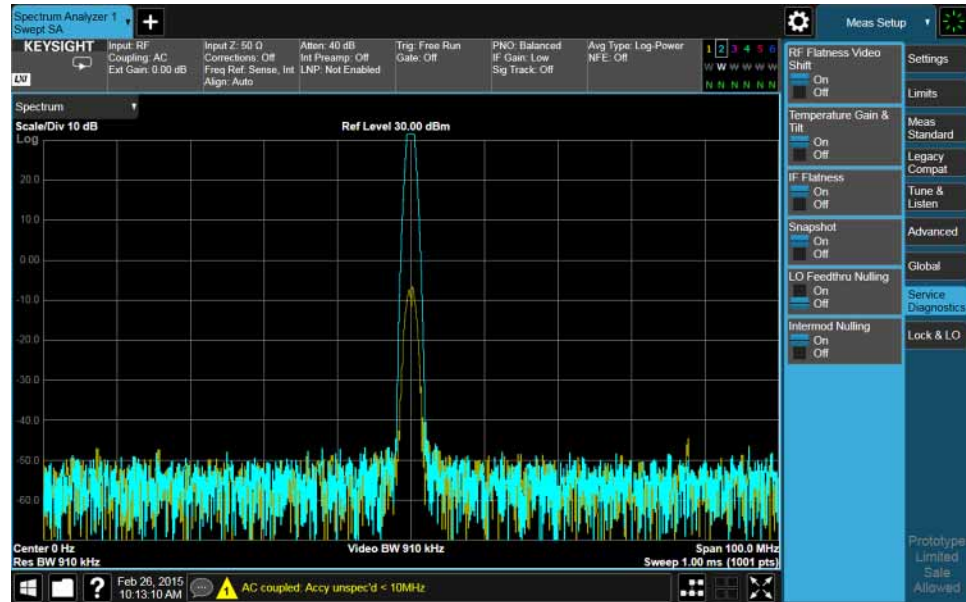 Spectrum Analyzer 1
Swept SA
Meas Setup
KEYSIGHT
LXI
Input: RF
Coupling: AC
Ext Gain: 0.00 dB
Input Z: 50 Ω
Corrections: Off
Freq Ref: Sense, Int
Align: Auto
Atten: 40 dB
Int Preamp: Off
LNP: Not Enabled
Trig: Free Run
Gate: Off
PNO: Balanced
IF Gain: Low
Sig Track: Off
Avg Type: Log-Power
NFE: Off
1 2 3 4 5 6
W W W W W W
N N N N N N
Spectrum
Scale/Div 10 dB
Ref Level 30.00 dBm
Log
20.0
10.0
0.00
-10.0
-20.0
-30.0
-40.0
-50.0
-60.0
Center 0 Hz
Video BW 910 kHz
Span 100.0 MHz
Res BW 910 kHz
Sweep 1.00 ms (1001 pts)
RF Flatness Video
Shift
On
Off
Temperature Gain &
Tilt
On
Off
IF Flatness
On
Off
Snapshot
On
Off
LO Feedthru Nulling
On
Off
Intermod Nulling
On
Off
Settings
Limits
Meas
Standard
Legacy
Compat
Tune &
Listen
Advanced
Global
Service
Diagnostics
Lock & LO
Prototype
Limited
Sale
Allowed
?
Feb 26, 2015
10:13:10 AM
1
AC coupled: Accy unspec'd < 10MHz